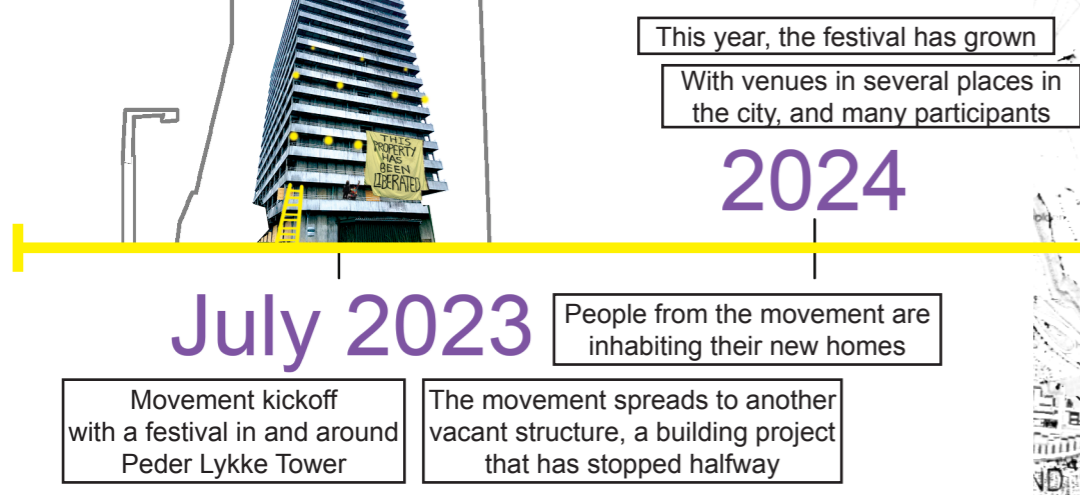 This year, the festival has grown
With venues in several places in
the city, and many participants
THIS
PROPERTY
HAS
BEEN
LIBERATED
2024
July 2023
People from the movement are
inhabiting their new homes
Movement kickoff
with a festival in and around
Peder Lykke Tower
The movement spreads to another
vacant structure, a building project
that has stopped halfway
ND